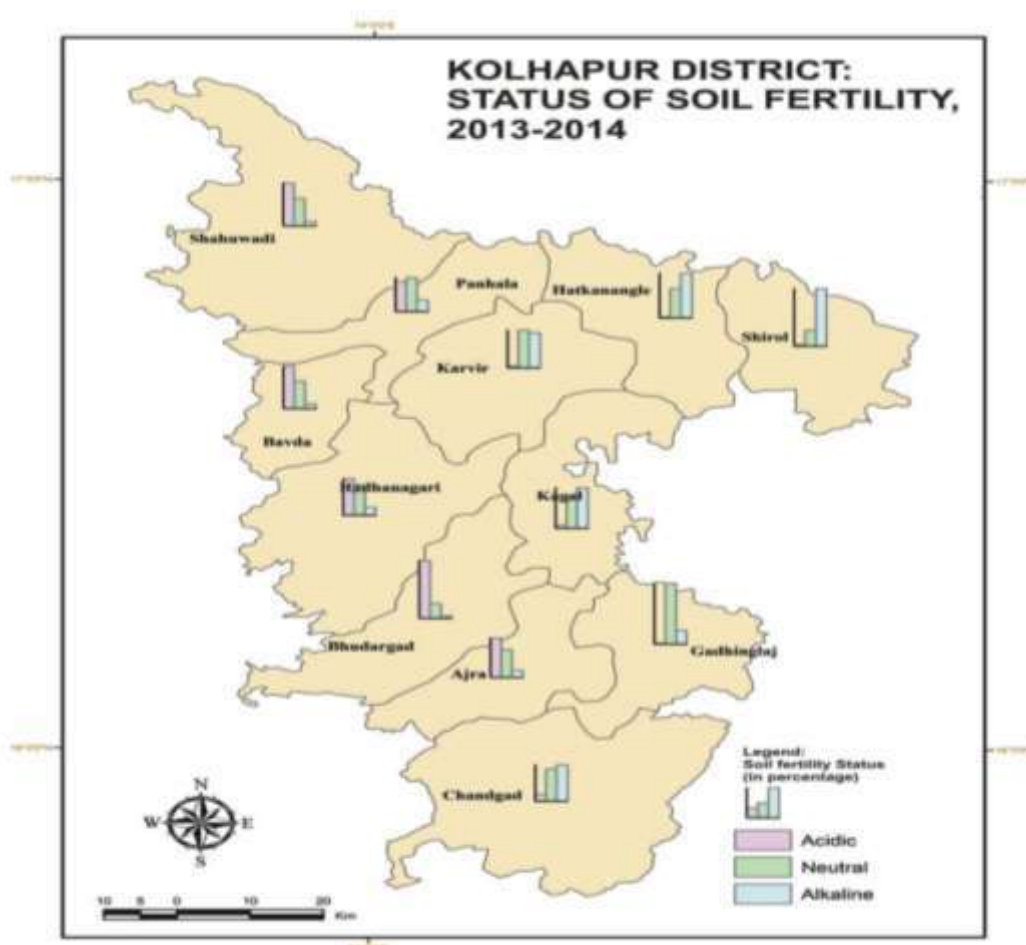 KOLHAPUR DISTRICT:
STATUS OF SOIL FERTILITY,
2013-2014
Shahuwadi
Panhala
Hatkanangle
Shirol
Karvir
Bavda
Radhanagari
Kagal
Bhudargad
Ajra
Gadhinglaj
Chandgad
Legend:
Soil fertility Status
(in percentage)
Acidic
Neutral
Alkaline
N
W E
S
10 5 0 10 20
Km